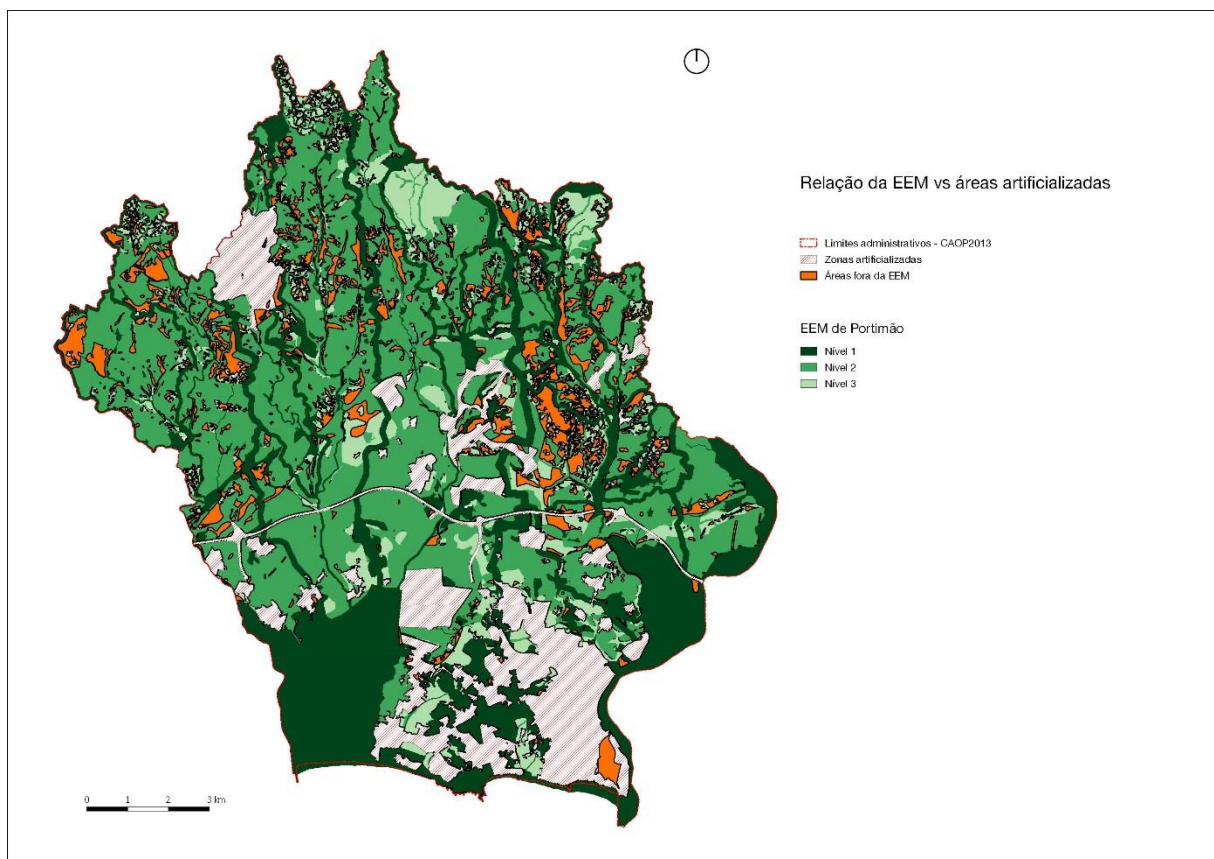 Relação da EEM vs áreas artificializadas
Limites administrativos - CAOP2013
Zonas artificializadas
Áreas fora da EEM
EEM de Portimão
Nível 1
Nível 2
Nível 3
0 1 2 3 km